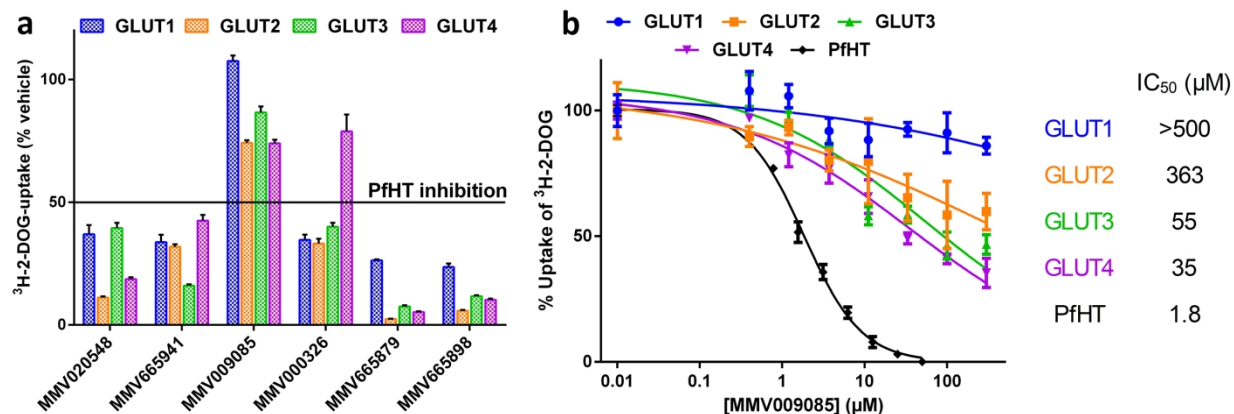 a
GLUT1 GLUT2 GLUT3 GLUT4
³H-2-DOG-uptake (% vehicle)
100
50
0
PfHT inhibition
MMV020548
MMV665941
MMV009085
MMV000326
MMV665879
MMV665898
b
GLUT1 GLUT2 GLUT3
GLUT4 PfHT
% Uptake of ³H-2-DOG
100
50
0
0.01 0.1 1 10 100
[MMV009085] (µM)
IC₅₀ (µM)
GLUT1 >500
GLUT2 363
GLUT3 55
GLUT4 35
PfHT 1.8